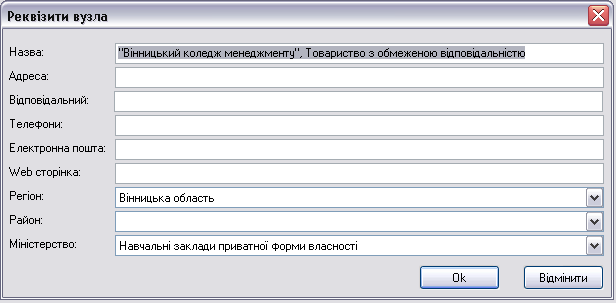 Реквізити вузла
Назва: "Вінницький коледж менеджменту", Товариство з обмеженою відповідальністю
Адреса:
Відповідальний:
Телефони:
Електронна пошта:
Web сторінка:
Регіон: Вінницька область
Район:
Міністерство: Навчальні заклади приватної форми власності
Ok Відмінити